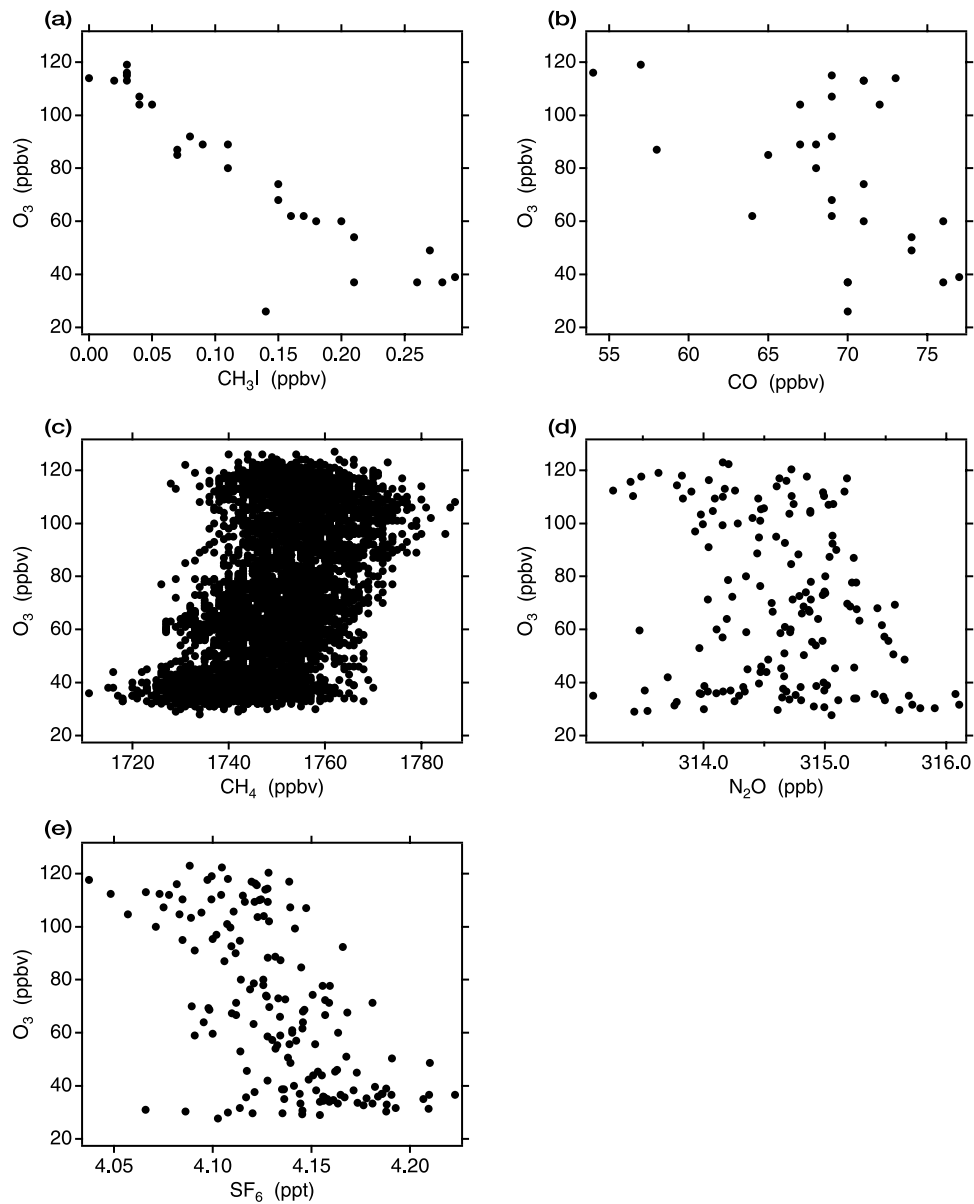 (a)
120
100
80
60
40
20
O₃ (ppbv)
0.00 0.05 0.10 0.15 0.20 0.25
CH₃I (ppbv)
(b)
120
100
80
60
40
20
O₃ (ppbv)
55 60 65 70 75
CO (ppbv)
(c)
120
100
80
60
40
20
O₃ (ppbv)
1720 1740 1760 1780
CH₄ (ppbv)
(d)
120
100
80
60
40
20
O₃ (ppbv)
314.0 315.0 316.0
N₂O (ppb)
(e)
120
100
80
60
40
20
O₃ (ppbv)
4.05 4.10 4.15 4.20
SF₆ (ppt)